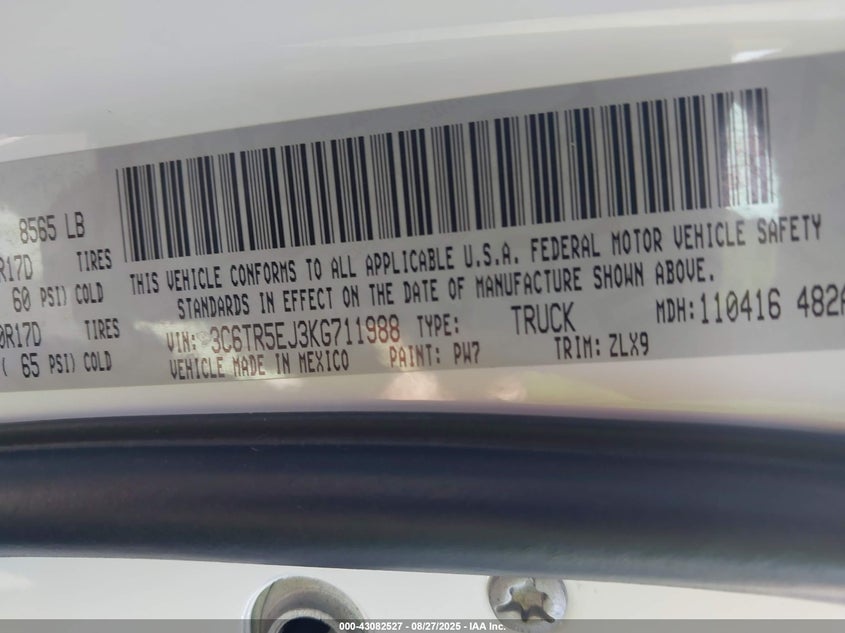 8565 LB
R17D TIRES
60 PSI) COLD
0R17D TIRES
( 65 PSI) COLD
THIS VEHICLE CONFORMS TO ALL APPLICABLE U.S.A. FEDERAL MOTOR VEHICLE SAFETY
STANDARDS IN EFFECT ON THE DATE OF MANUFACTURE SHOWN ABOVE.
VIN: 3C6TR5EJ3KG711988 TYPE: TRUCK MDH:110416 482A
VEHICLE MADE IN MEXICO PAINT: PW7 TRIM: ZLX9
000-43082527 - 08/27/2025 - IAA Inc.